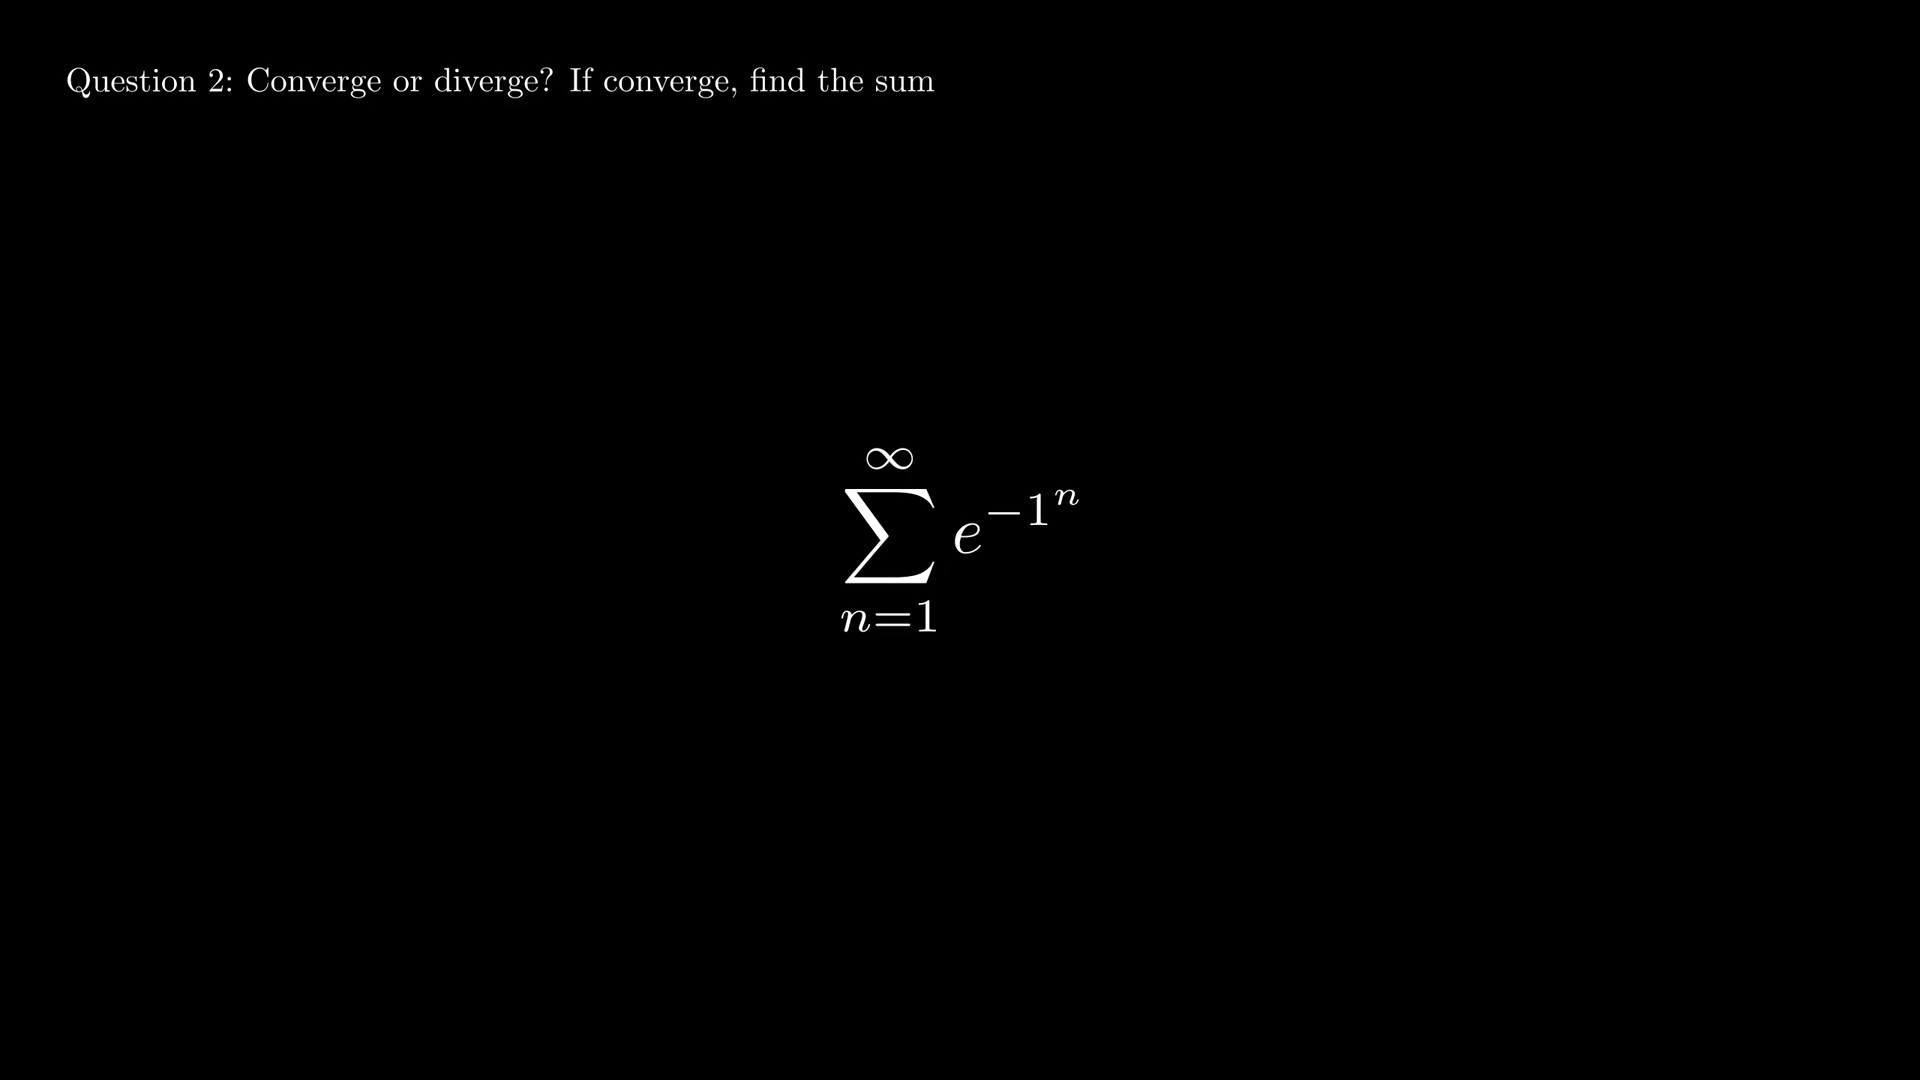 Question 2: Converge or diverge? If converge, find the sum
∞
∑ e^{-1^n}
n=1